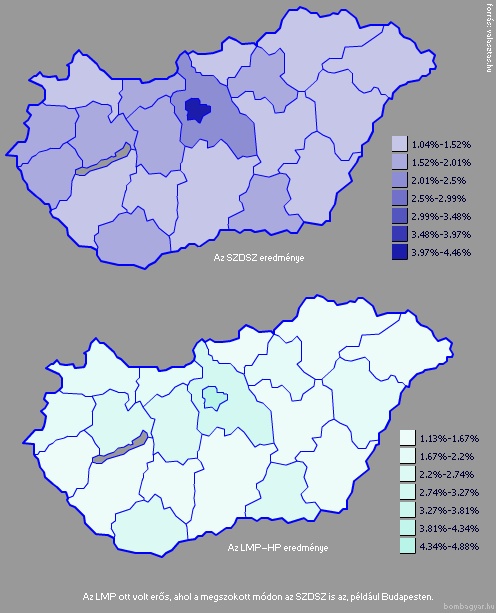 forrás: valasztas.hu
1.04%-1.52%
1.52%-2.01%
2.01%-2.5%
2.5%-2.99%
2.99%-3.48%
3.48%-3.97%
3.97%-4.46%
Az SZDSZ eredménye
1.13%-1.67%
1.67%-2.2%
2.2%-2.74%
2.74%-3.27%
3.27%-3.81%
3.81%-4.34%
4.34%-4.88%
Az LMP-HP eredménye
Az LMP ott volt erős, ahol a megszokott módon az SZDSZ is az, például Budapesten.
bombagyar.hu